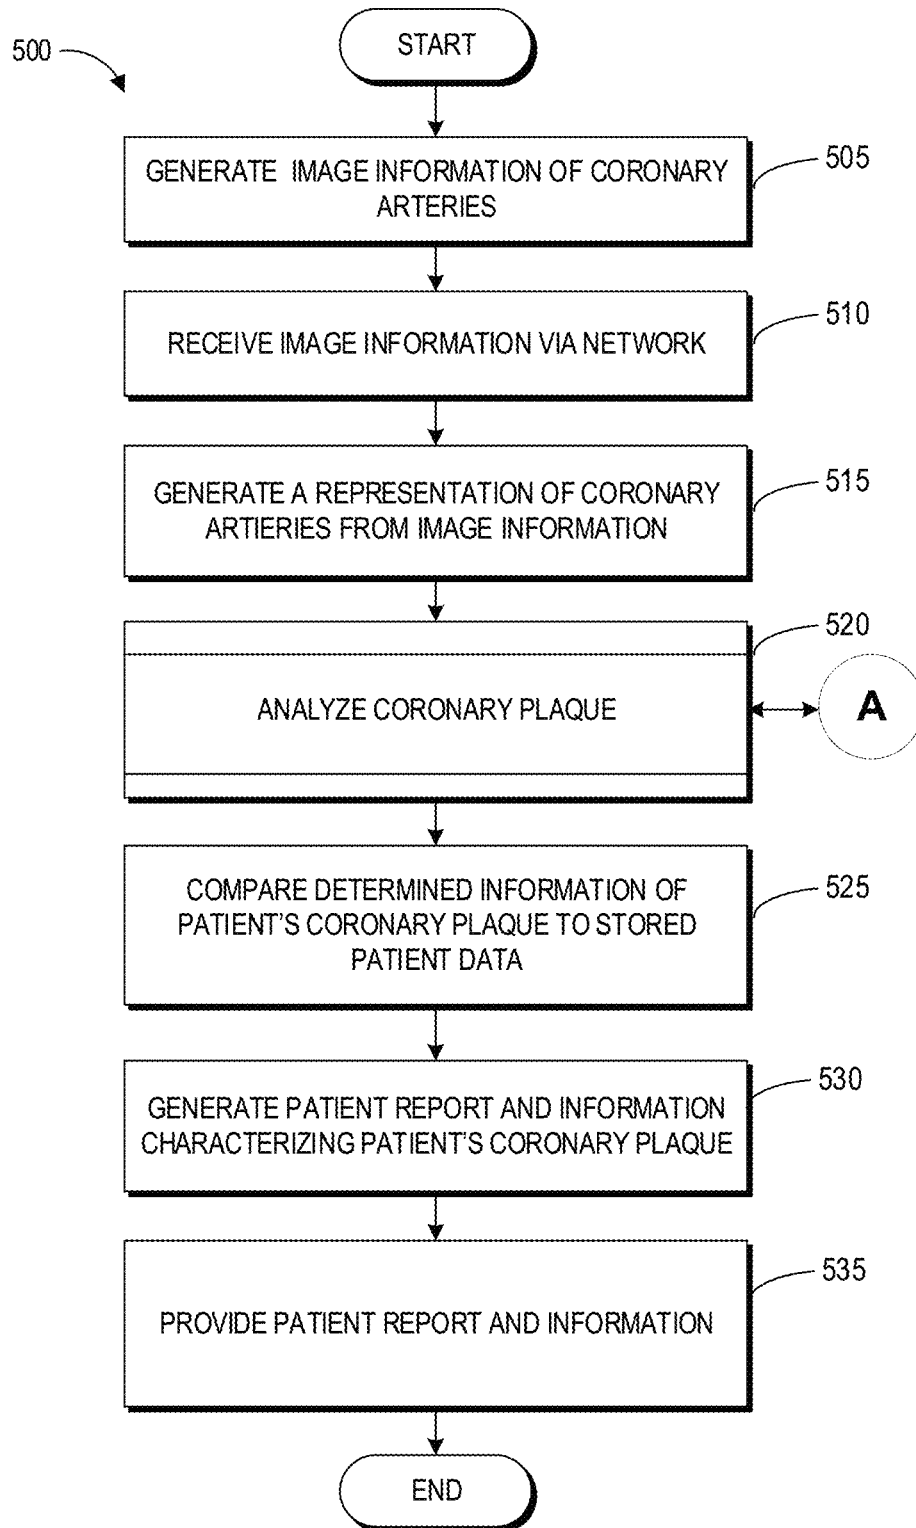 500
START
GENERATE IMAGE INFORMATION OF CORONARY
ARTERIES
505
RECEIVE IMAGE INFORMATION VIA NETWORK
510
GENERATE A REPRESENTATION OF CORONARY
ARTIERIES FROM IMAGE INFORMATION
515
ANALYZE CORONARY PLAQUE
520
A
COMPARE DETERMINED INFORMATION OF
PATIENT'S CORONARY PLAQUE TO STORED
PATIENT DATA
525
GENERATE PATIENT REPORT AND INFORMATION
CHARACTERIZING PATIENT'S CORONARY PLAQUE
530
PROVIDE PATIENT REPORT AND INFORMATION
535
END